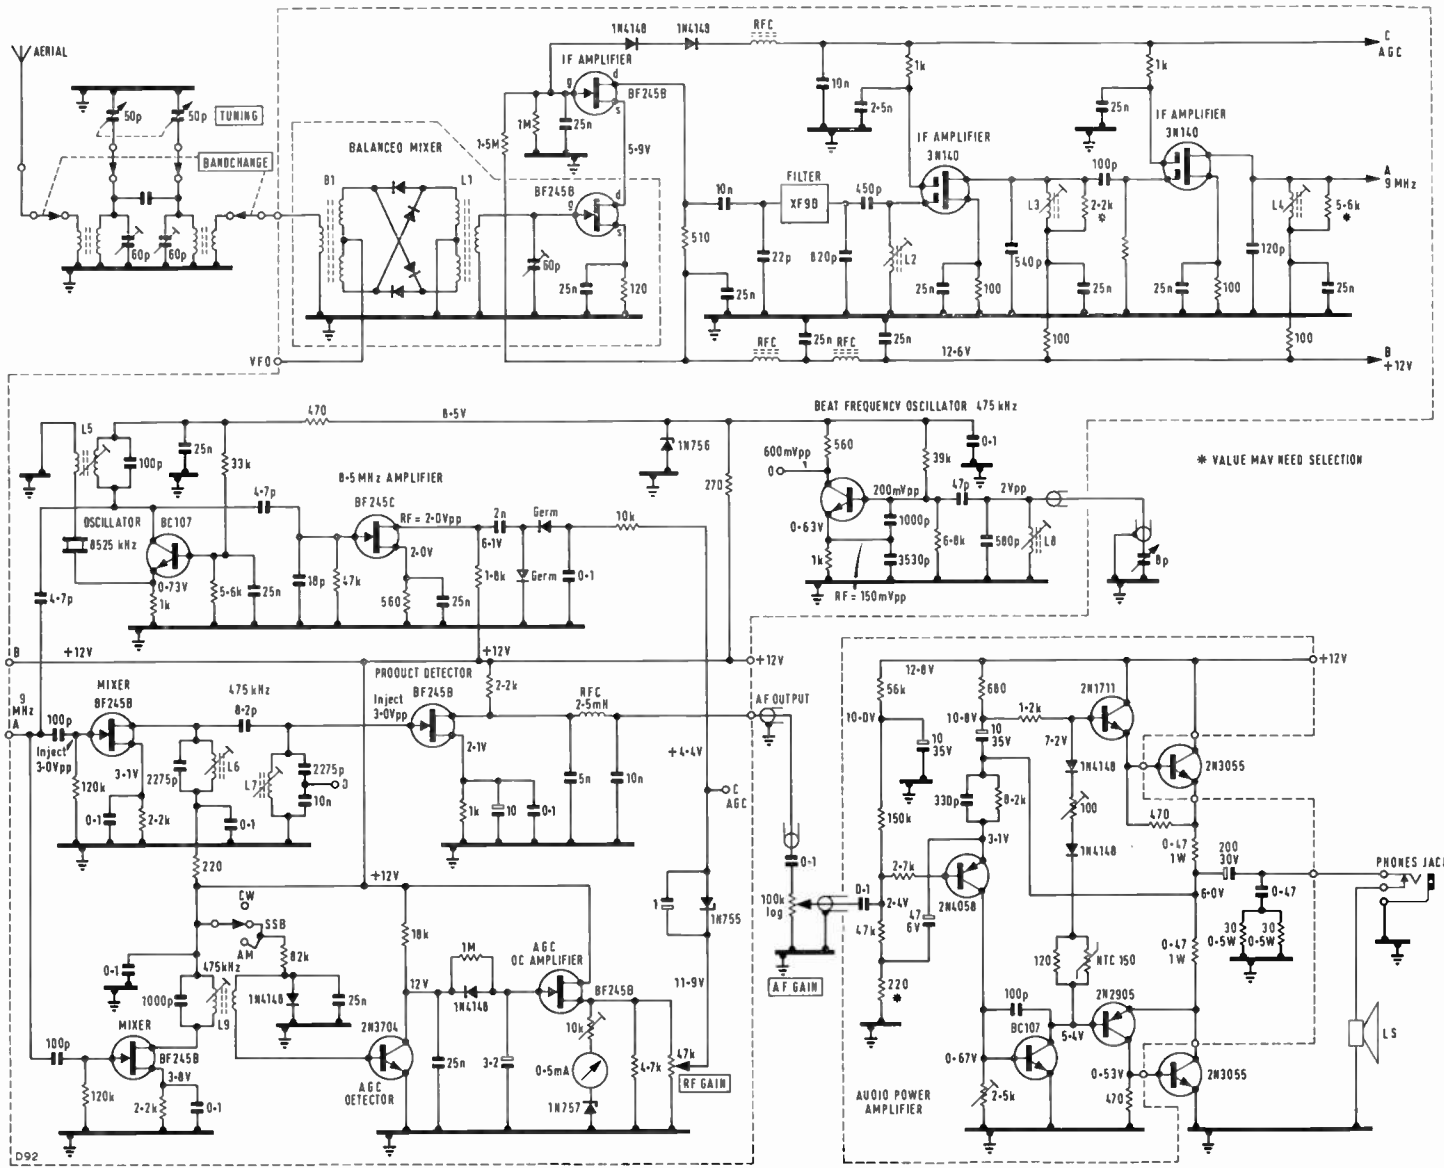 1N4148
1N4148
RFC
C
AGC
AERIAL
IF AMPLIFIER
d
g
BF245B
s
50p
50p
TUNING
1M
25n
1·5M
10n
1k
2·5n
1k
25n
IF AMPLIFIER
3N140
IF AMPLIFIER
3N140
BALANCEO MIXER
5·9V
BANDCHANGE
B1
L1
BF245B
d
g
s
10n
FILTER
XF9B
450p
100p
A
9 MHz
L3
2·2k
*
L4
5·6k
*
60p
60p
60p
25n
120
510
25n
22p
820p
L2
25n
100
540p
25n
25n
100
120p
25n
VFO
RFC
25n
RFC
25n
12·6V
100
100
B
+12V
470
8·5V
BEAT FREQUENCY OSCILLATOR 475 kHz
L5
100p
25n
33k
1N756
270
600mVpp
0
560
39k
0·1
* VALUE MAV NEED SELECTION
8·5 MHz AMPLIFIER
4·7p
BF245C
RF = 2·0Vpp
2n
Germ
10k
200mVpp
47p
2Vpp
OSCILLATOR
8525 kHz
BC107
2·0V
6·1V
0·63V
1000p
6·8k
580p
L8
8p
0·73V
1k
5·6k
25n
18p
47k
560
25n
1·8k
Germ
0·1
1k
3530p
RF = 150mVpp
4·7p
B
+12V
+12V
+12V
+12V
9
MHz
A
MIXER
BF245B
475 kHz
8·2p
PRODUCT DETECTOR
Inject
3·0Vpp
BF245B
2·2k
RFC
2·5mH
A F OUTPUT
100p
Inject
3·0Vpp
3·1V
2275p
L6
L7
2275p
10n
0
2·1V
5n
10n
+4·4V
120k
0·1
2·2k
0·1
1k
10
0·1
C
AGC
220
+12V
CW
SSB
AM
82k
0·1
475kHz
1000p
L9
1N4148
25n
18k
12V
1M
1N4148
AGC
OC AMPLIFIER
BF245B
1
1N755
11·9V
MIXER
100p
BF245B
3·8V
120k
2·2k
0·1
2N3704
AGC
DETECTOR
25n
3·2
10k
0·5mA
1N757
4·7k
47k
RF GAIN
D92
0·1
100k
log
0·1
AF GAIN
12·8V
56k
680
+12V
10·0V
10
35V
10·8V
10
35V
1·2k
2N1711
7·2V
1N4148
2N3055
330p
8·2k
100
150k
3·1V
1N4148
470
0·47
1W
200
30V
PHONES JACK
2·7k
2·4V
2N4058
6·0V
0·47
47k
47
6V
30
0·5W
30
0·5W
220
*
120
NTC 150
0·47
1W
100p
2N2905
BC107
5·4V
LS
0·67V
0·53V
2N3055
AUOIO POWER
AMPLIFIER
2·5k
470